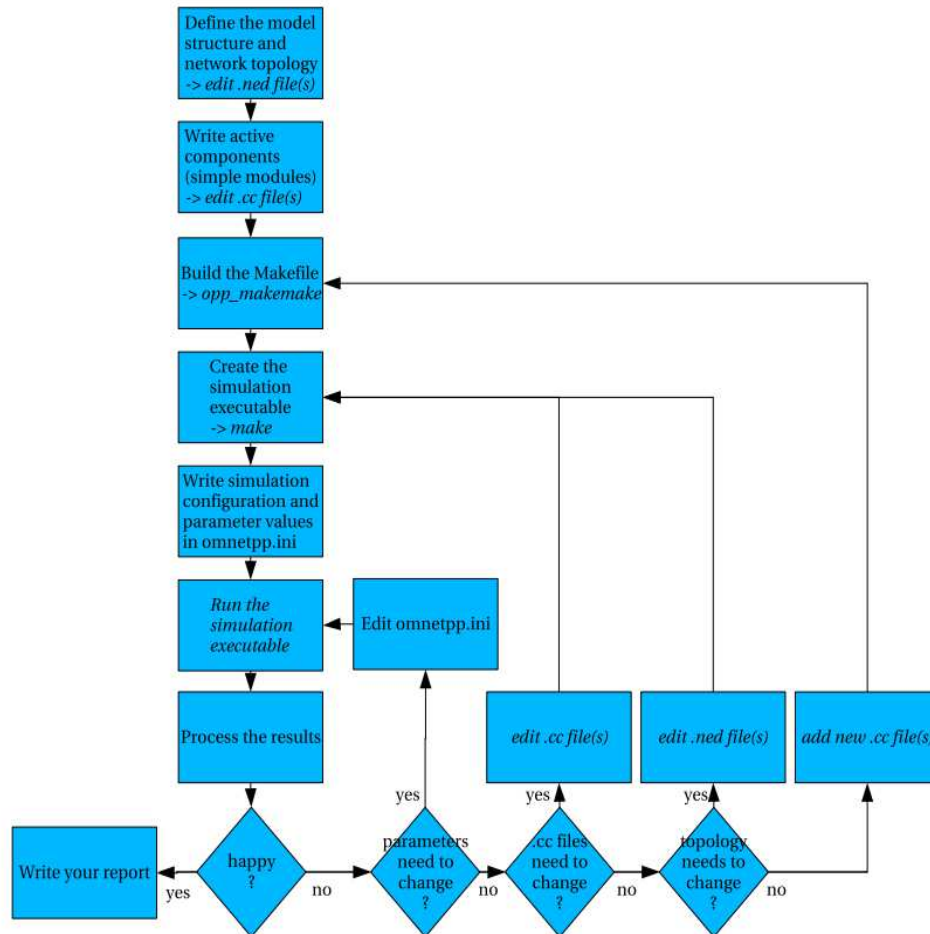 Define the model
structure and
network topology
-> edit .ned file(s)
Write active
components
(simple modules)
-> edit .cc file(s)
Build the Makefile
-> opp_makemake
Create the
simulation
executable
-> make
Write simulation
configuration and
parameter values
in omnetpp.ini
Run the
simulation
executable
Edit omnetpp.ini
Process the results
edit .cc file(s)
edit .ned file(s)
add new .cc file(s)
yes
yes
yes
Write your report
yes
happy
?
no
parameters
need to
change
?
no
.cc files
need to
change
?
no
topology
needs to
change
?
no